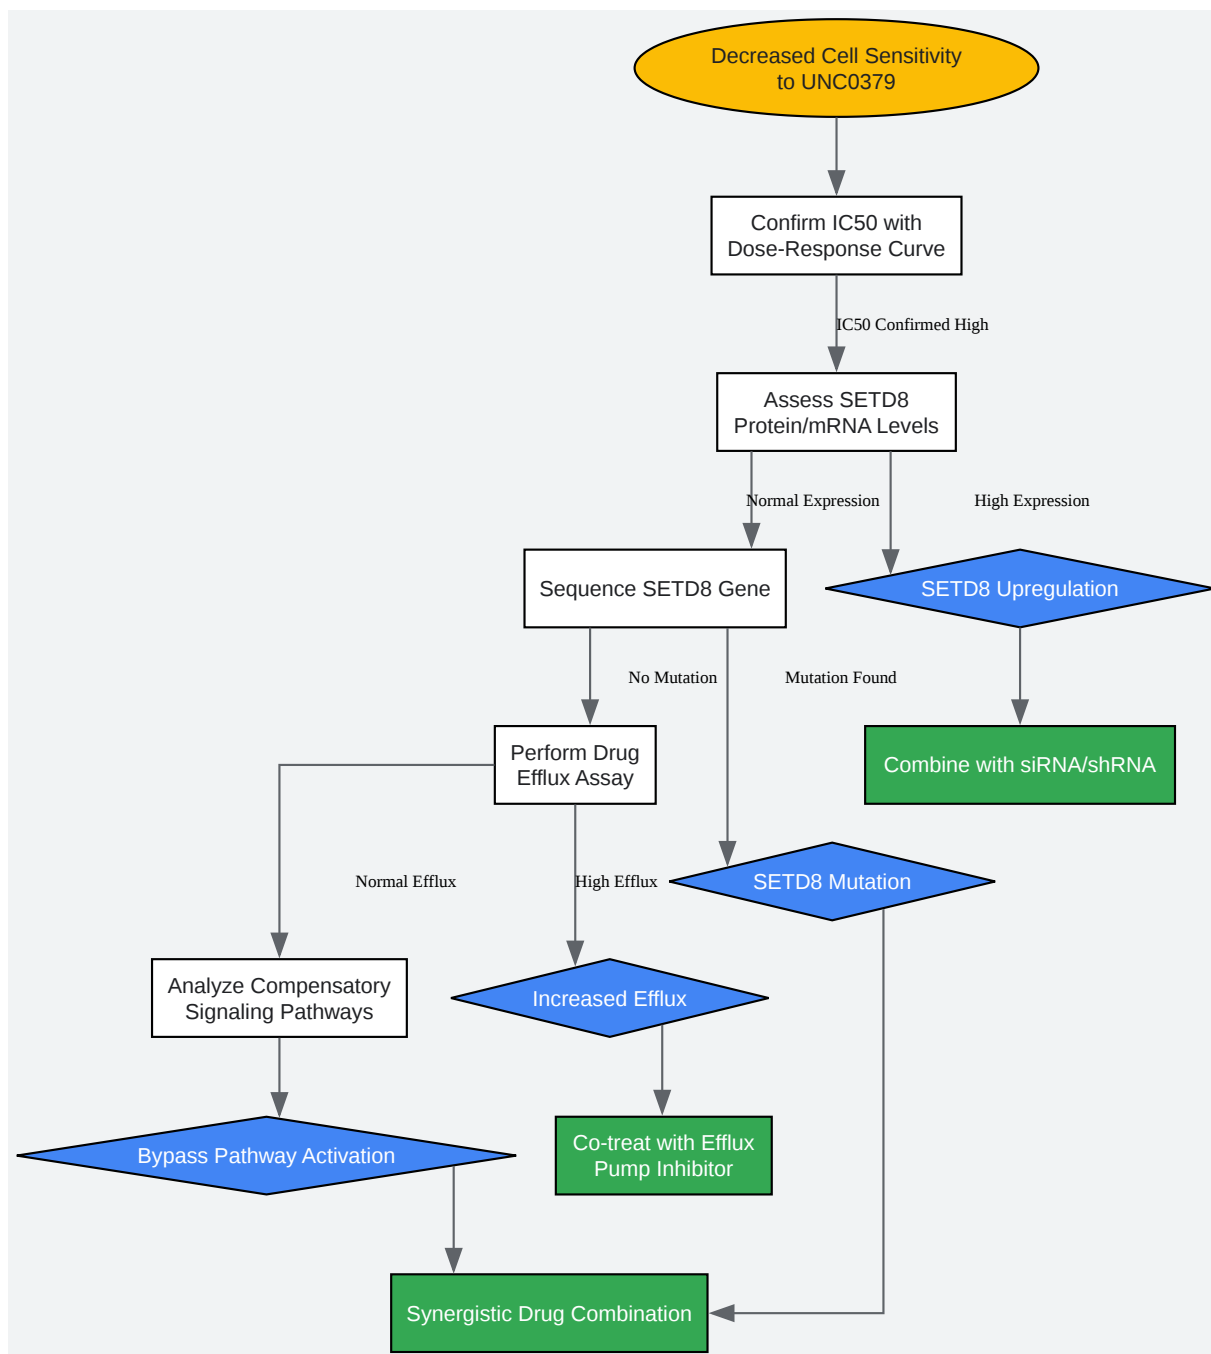 Decreased Cell Sensitivity
to UNC0379
Confirm IC50 with
Dose-Response Curve
IC50 Confirmed High
Assess SETD8
Protein/mRNA Levels
Normal Expression
High Expression
Sequence SETD8 Gene
SETD8 Upregulation
No Mutation
Mutation Found
Perform Drug
Efflux Assay
Combine with siRNA/shRNA
Normal Efflux
High Efflux
SETD8 Mutation
Analyze Compensatory
Signaling Pathways
Increased Efflux
Bypass Pathway Activation
Co-treat with Efflux
Pump Inhibitor
Synergistic Drug Combination